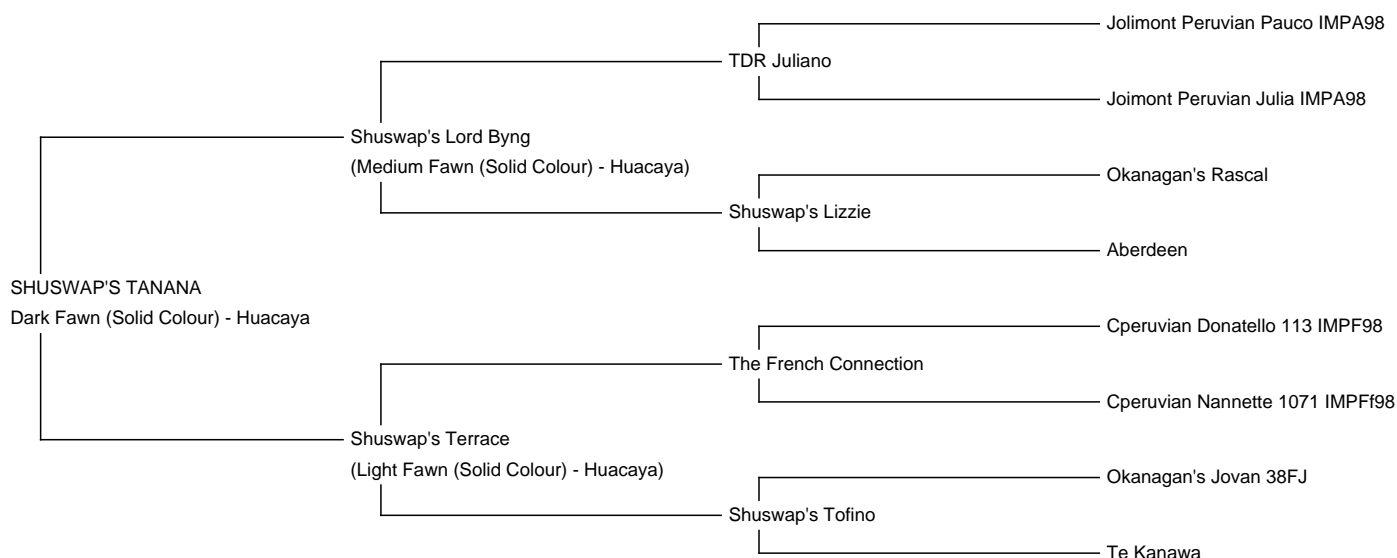 Jolimont Peruvian Pauco IMPA98
TDR Juliano
Joimont Peruvian Julia IMPA98
Shuswap's Lord Byng
(Medium Fawn (Solid Colour) - Huacaya)
Okanagan's Rascal
Shuswap's Lizzie
Aberdeen
SHUSWAP'S TANANA
Dark Fawn (Solid Colour) - Huacaya
Cperuvian Donatello 113 IMPF98
The French Connection
Cperuvian Nannette 1071 IMPFf98
Shuswap's Terrace
(Light Fawn (Solid Colour) - Huacaya)
Okanagan's Jovan 38FJ
Shuswap's Tofino
Te Kanawa